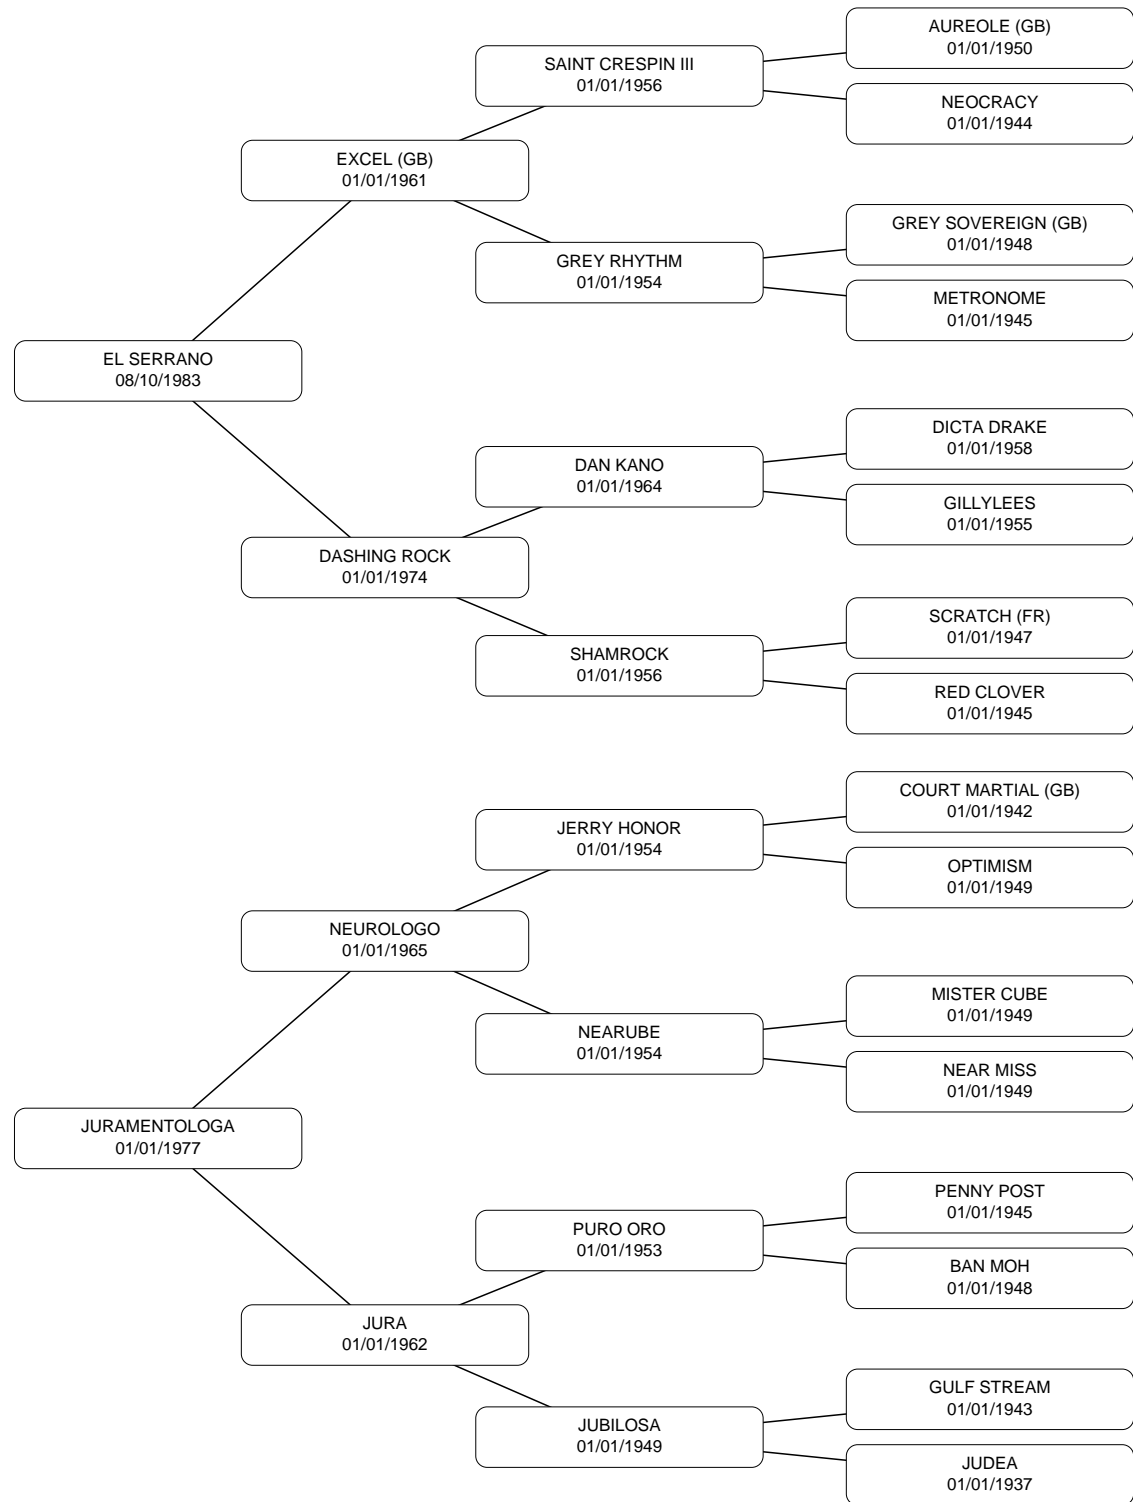 AUREOLE (GB)
01/01/1950
SAINT CRESPIN III
01/01/1956
NEOCRACY
01/01/1944
EXCEL (GB)
01/01/1961
GREY SOVEREIGN (GB)
01/01/1948
GREY RHYTHM
01/01/1954
METRONOME
01/01/1945
EL SERRANO
08/10/1983
DICTA DRAKE
01/01/1958
DAN KANO
01/01/1964
GILLYLEES
01/01/1955
DASHING ROCK
01/01/1974
SCRATCH (FR)
01/01/1947
SHAMROCK
01/01/1956
RED CLOVER
01/01/1945
COURT MARTIAL (GB)
01/01/1942
JERRY HONOR
01/01/1954
OPTIMISM
01/01/1949
NEUROLOGO
01/01/1965
MISTER CUBE
01/01/1949
NEARUBE
01/01/1954
NEAR MISS
01/01/1949
JURAMENTOLOGA
01/01/1977
PENNY POST
01/01/1945
PURO ORO
01/01/1953
BAN MOH
01/01/1948
JURA
01/01/1962
GULF STREAM
01/01/1943
JUBILOSA
01/01/1949
JUDEA
01/01/1937